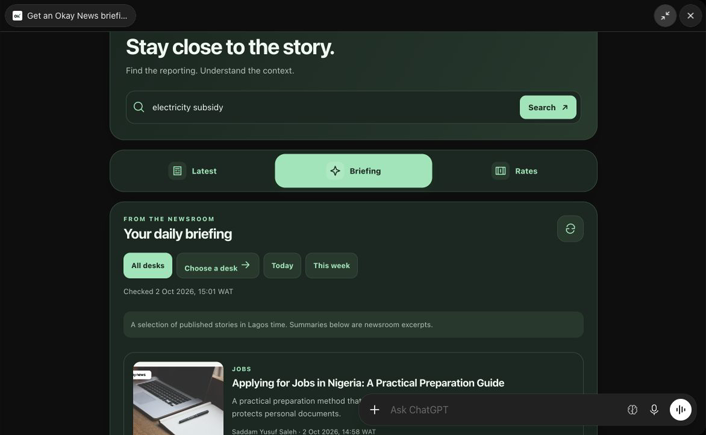 Get an Okay News briefi...
Stay close to the story.
Find the reporting. Understand the context.
electricity subsidy
Search
Latest
Briefing
Rates
FROM THE NEWSROOM
Your daily briefing
All desks
Choose a desk
Today
This week
Checked 2 Oct 2026, 15:01 WAT
A selection of published stories in Lagos time. Summaries below are newsroom excerpts.
JOBS
Applying for Jobs in Nigeria: A Practical Preparation Guide
A practical preparation method that
protects personal documents.
Saddam Yusuf Saleh · 2 Oct 2026, 14:58 WAT
Ask ChatGPT